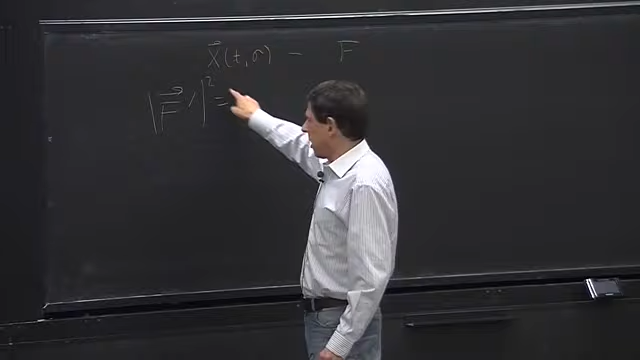 X⃗(t,σ) – F
|F⃗'|² =